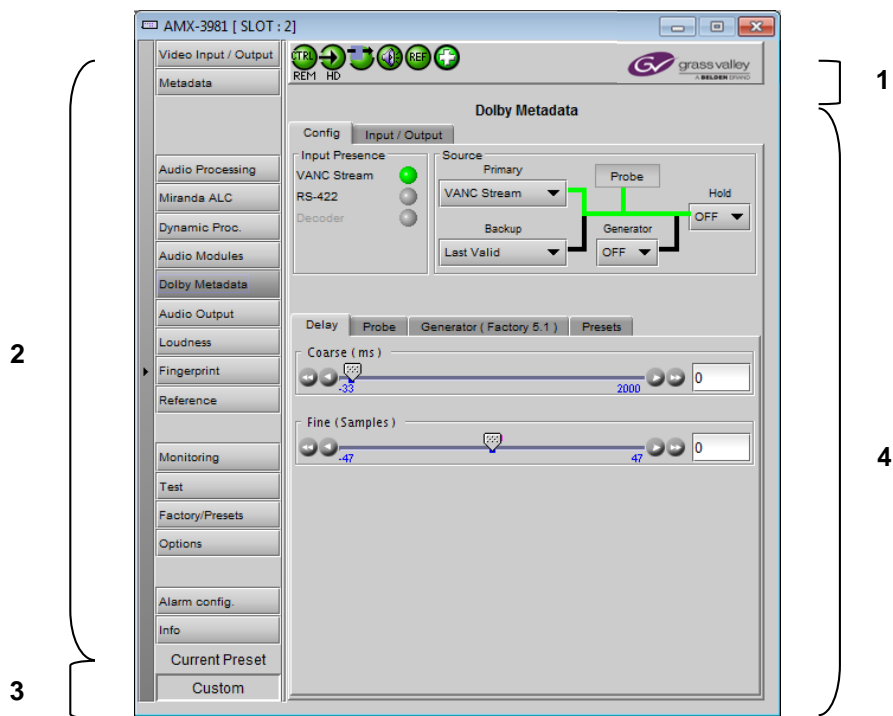 AMX-3981 [ SLOT : 2]
Video Input / Output
Metadata
Audio Processing
Miranda ALC
Dynamic Proc.
Audio Modules
Dolby Metadata
Audio Output
Loudness
Fingerprint
Reference
Monitoring
Test
Factory/Presets
Options
Alarm config.
Info
Current Preset
Custom
CTRL
REM
HD
REF
GV
grass valley
A BELDEN BRAND
Dolby Metadata
Config
Input / Output
Input Presence
VANC Stream
RS-422
Decoder
Source
Primary
VANC Stream
Backup
Last Valid
Probe
Generator
OFF
Hold
OFF
Delay
Probe
Generator ( Factory 5.1 )
Presets
Coarse ( ms )
-33
2000
0
Fine (Samples )
-47
47
0
1
2
3
4